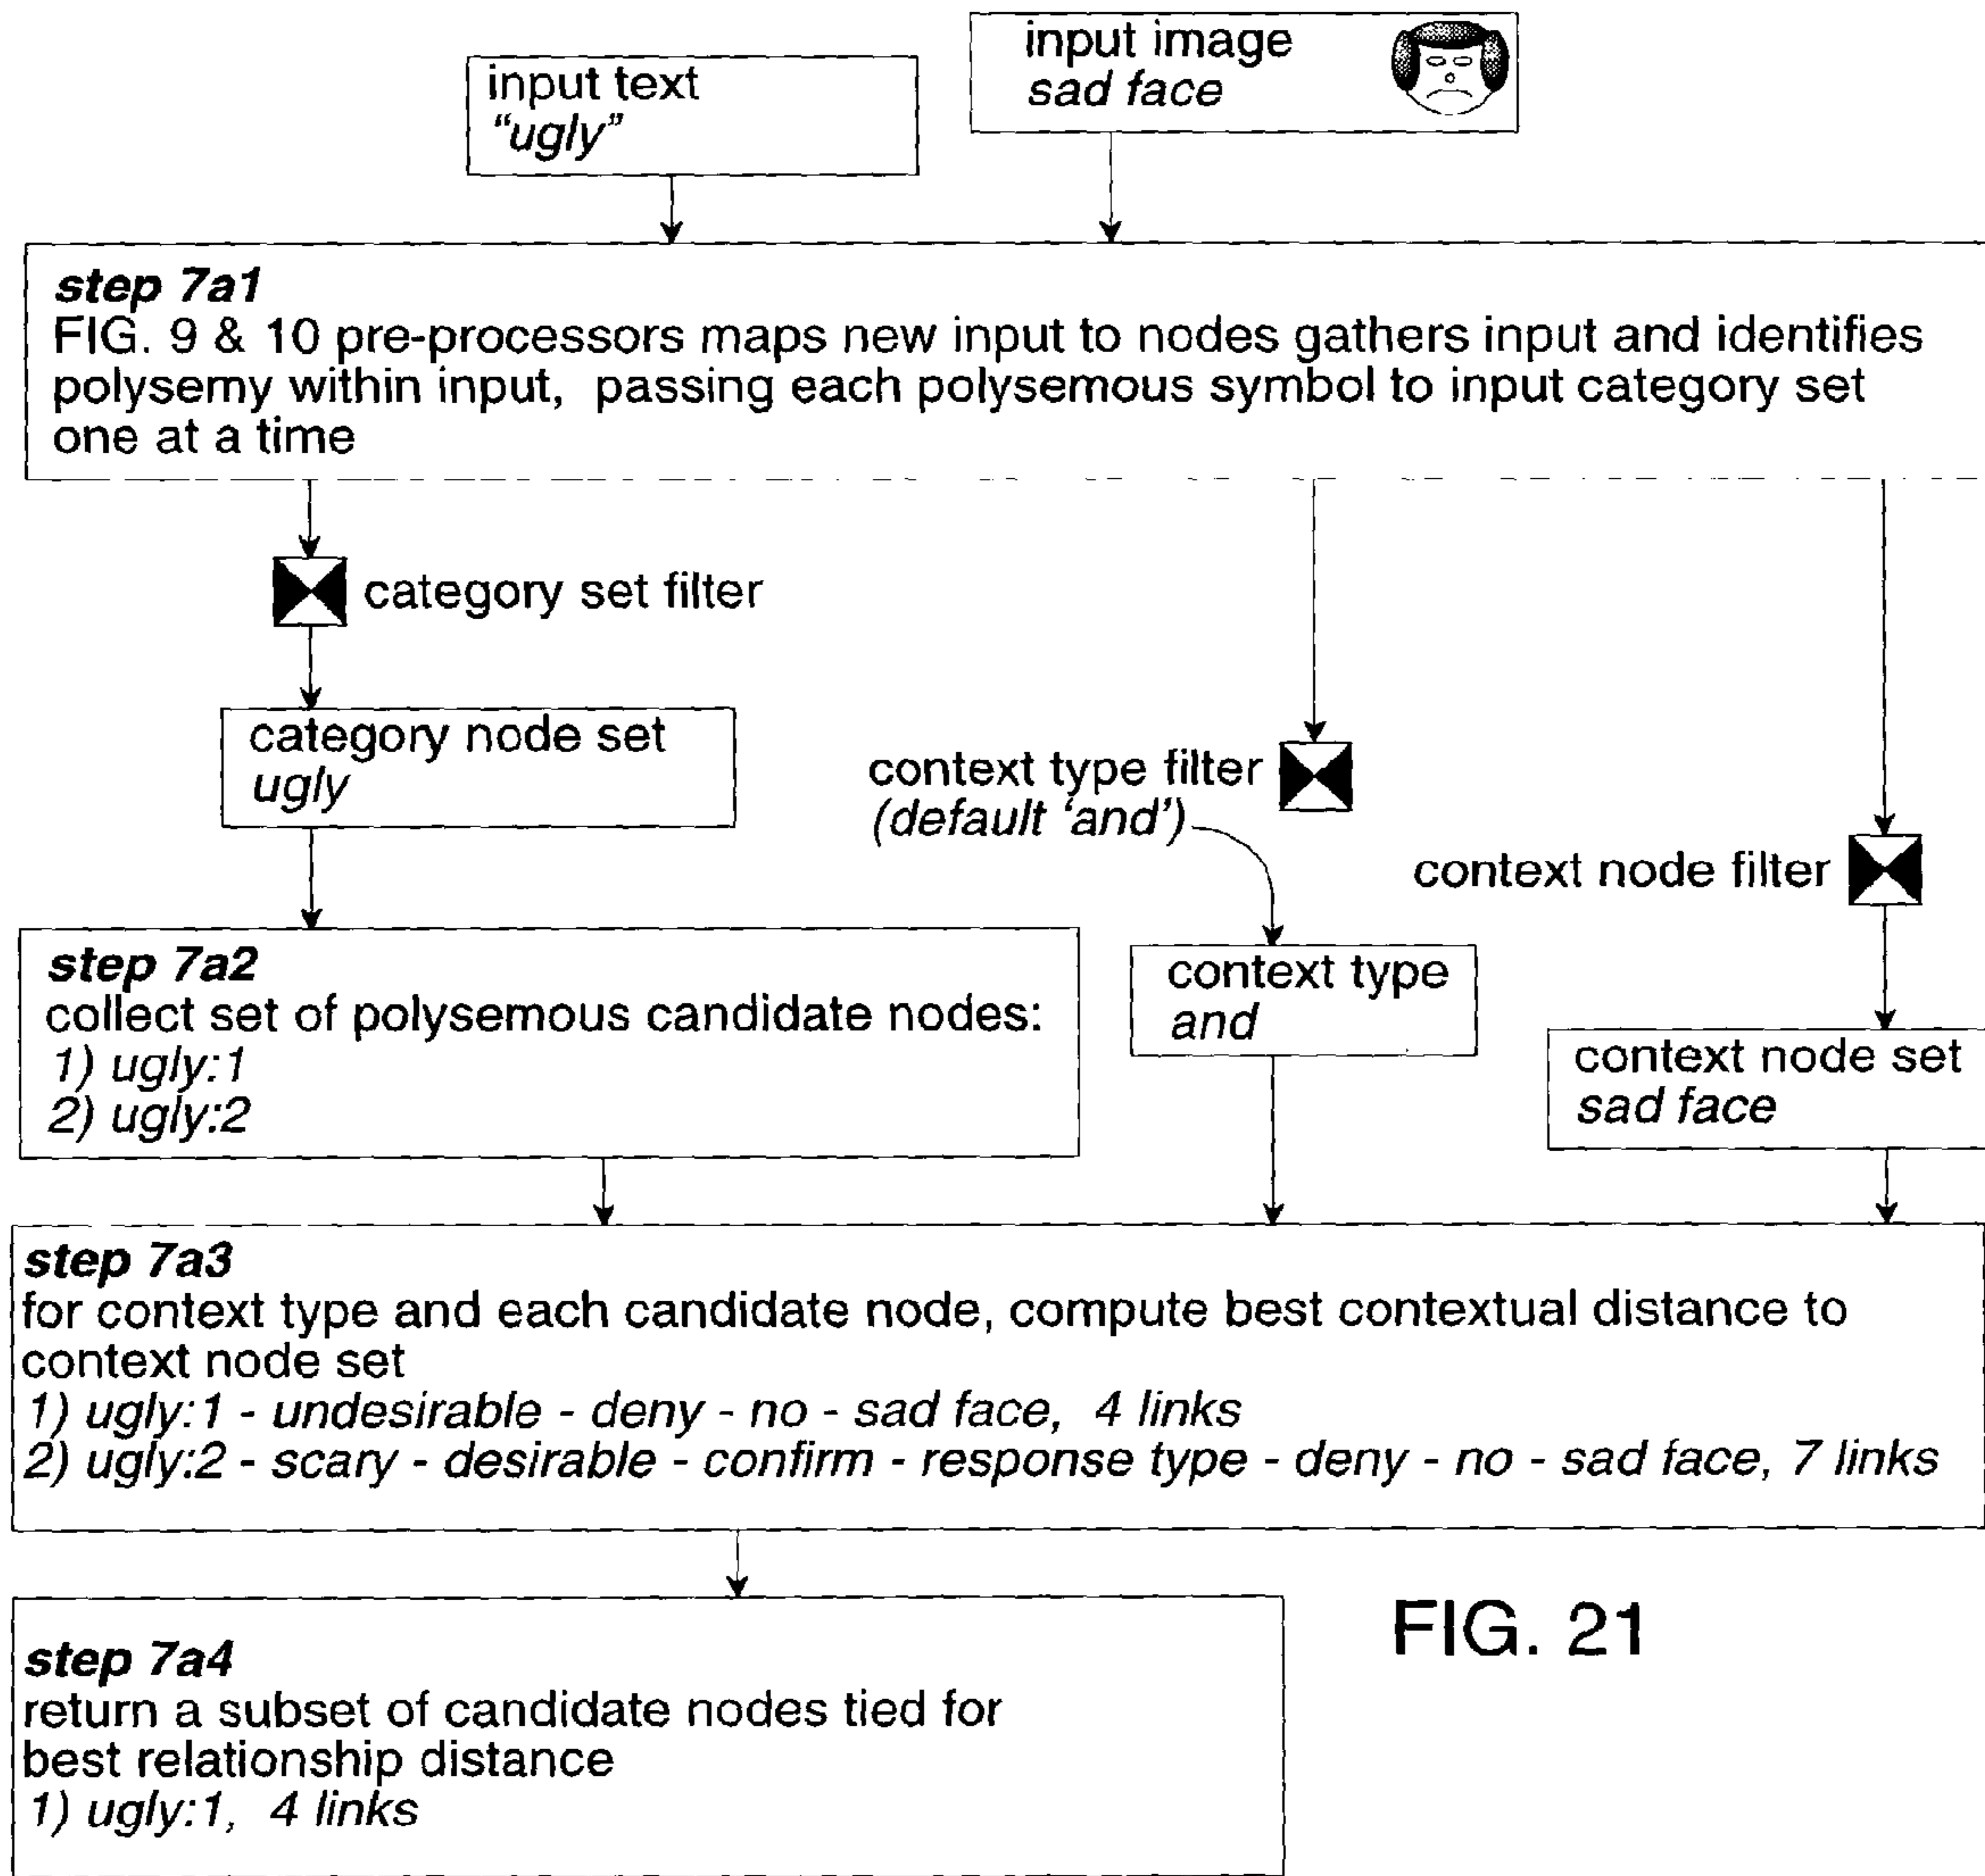 input text
“ugly”
input image
sad face
step 7a1
FIG. 9 & 10 pre-processors maps new input to nodes gathers input and identifies
polysemy within input, passing each polysemous symbol to input category set
one at a time
category set filter
category node set
ugly
context type filter
(default ‘and’)
context node filter
step 7a2
collect set of polysemous candidate nodes:
1) ugly:1
2) ugly:2
context type
and
context node set
sad face
step 7a3
for context type and each candidate node, compute best contextual distance to
context node set
1) ugly:1 - undesirable - deny - no - sad face, 4 links
2) ugly:2 - scary - desirable - confirm - response type - deny - no - sad face, 7 links
step 7a4
return a subset of candidate nodes tied for
best relationship distance
1) ugly:1, 4 links
FIG. 21